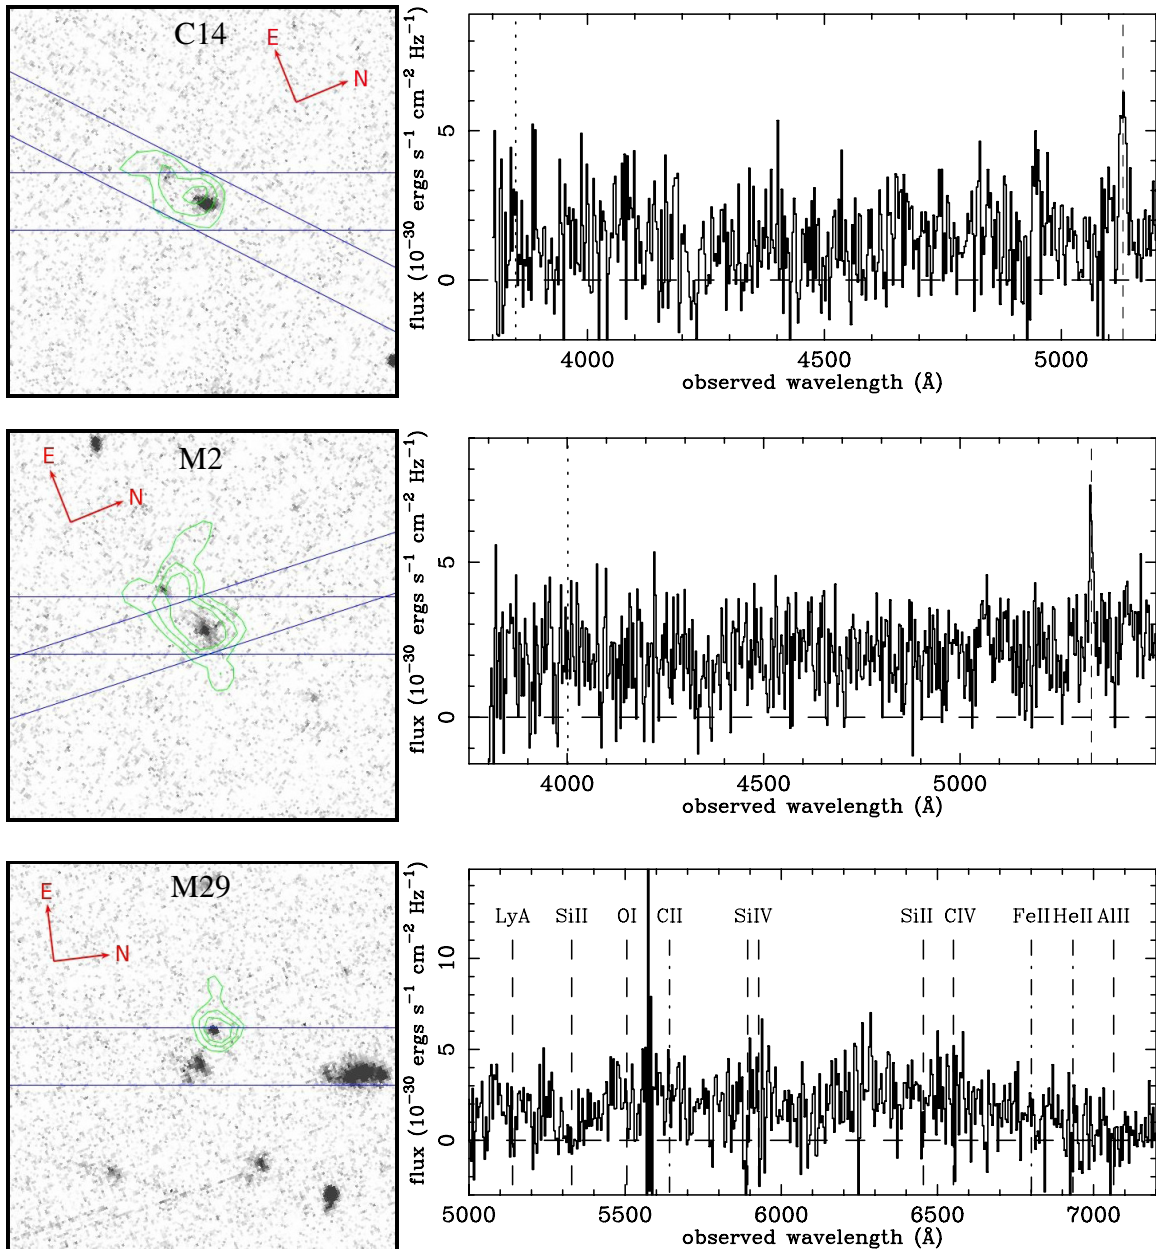 C14
E
N
flux (10⁻³⁰ ergs s⁻¹ cm⁻² Hz⁻¹)
5
0
4000 4500 5000
observed wavelength (Å)
M2
E
N
flux (10⁻³⁰ ergs s⁻¹ cm⁻² Hz⁻¹)
5
0
4000 4500 5000
observed wavelength (Å)
M29
E
N
flux (10⁻³⁰ ergs s⁻¹ cm⁻² Hz⁻¹)
LyA SiII OI CII SiIV SiII CIV FeII HeII AlII
10
5
0
5000 5500 6000 6500 7000
observed wavelength (Å)